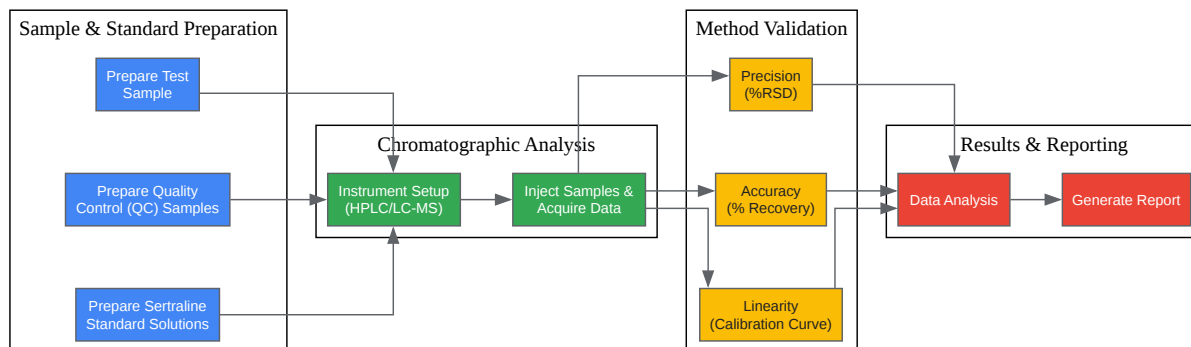 Sample & Standard Preparation
Prepare Test
Sample
Prepare Quality
Control (QC) Samples
Prepare Sertraline
Standard Solutions
Chromatographic Analysis
Instrument Setup
(HPLC/LC-MS)
Inject Samples &
Acquire Data
Method Validation
Precision
(%RSD)
Accuracy
(% Recovery)
Linearity
(Calibration Curve)
Results & Reporting
Data Analysis
Generate Report